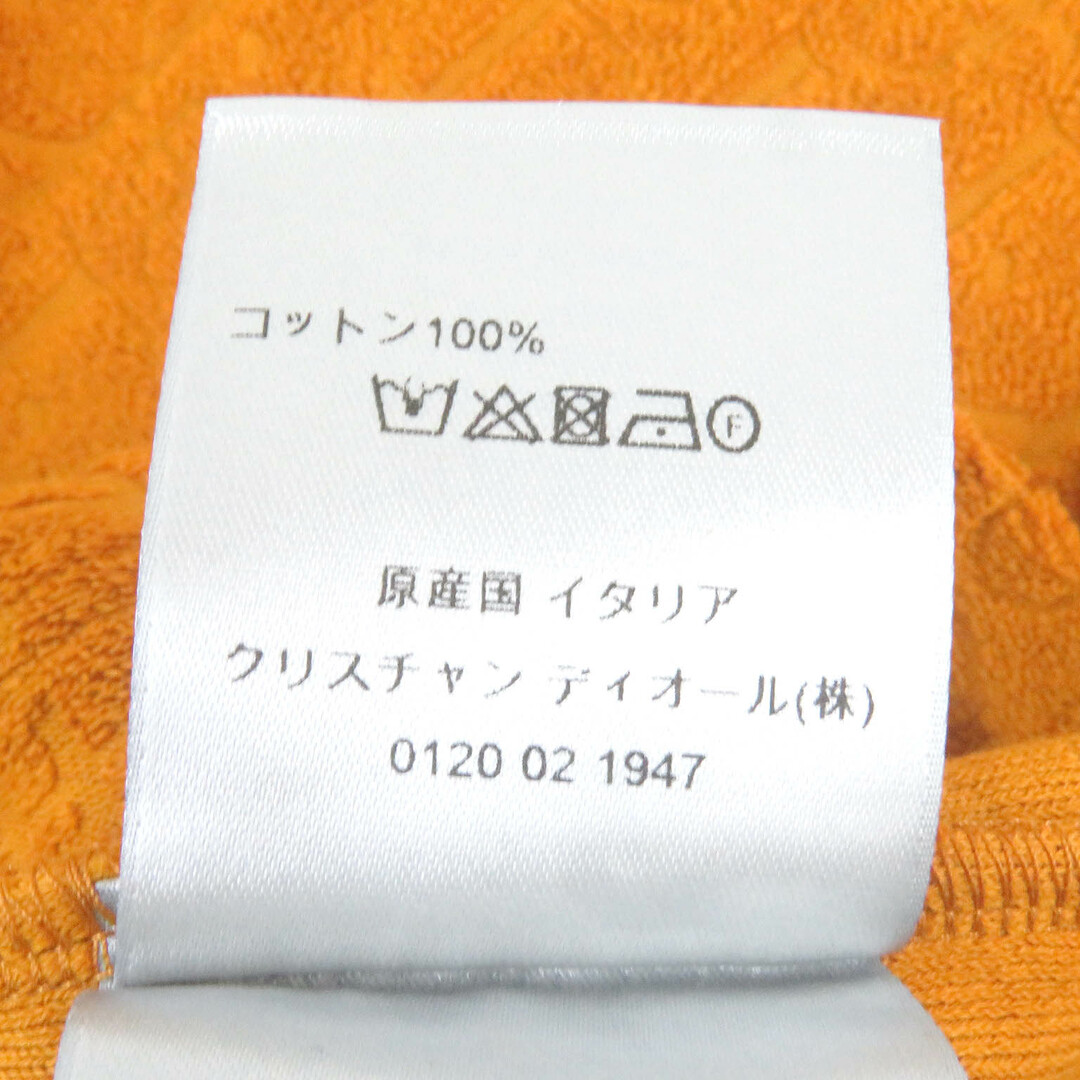 コットン100%
F
原産国 イタリア
クリスチャン ディオール(株)
0120 02 1947